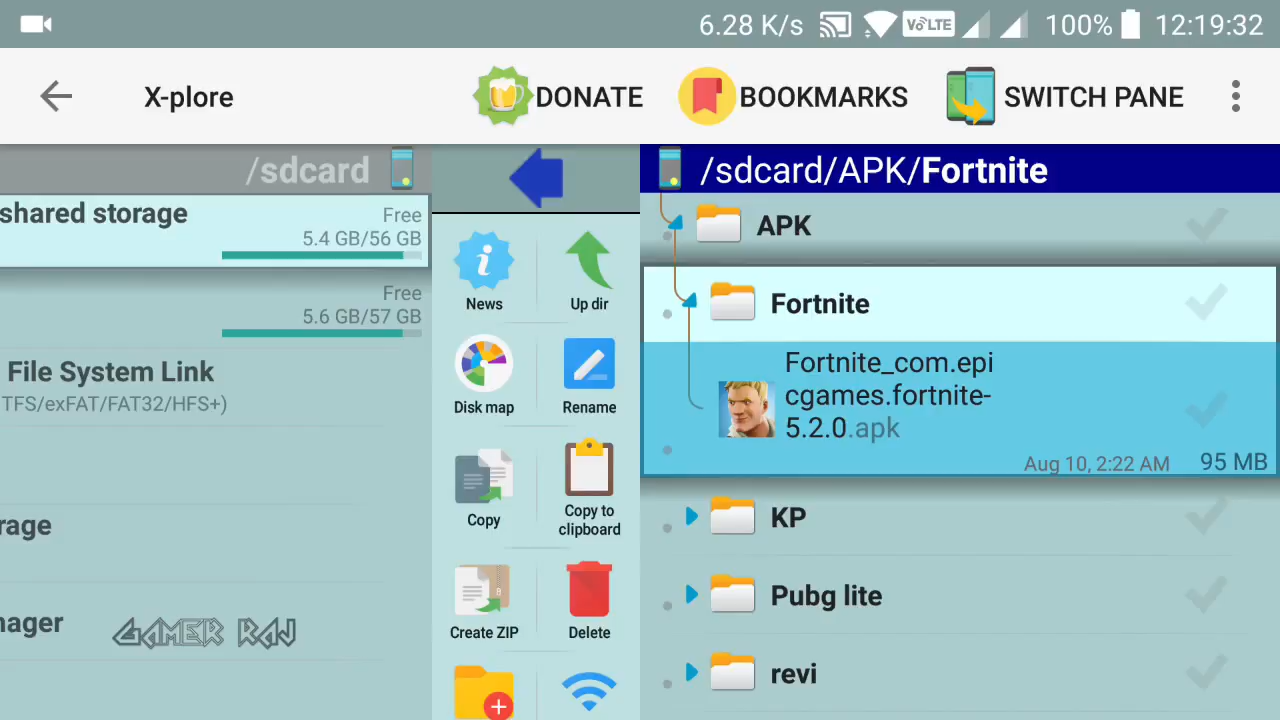 6.28 K/s VoLTE 100% 12:19:32
X-plore DONATE BOOKMARKS SWITCH PANE
/sdcard
shared storage
Free
5.4 GB/56 GB
Free
5.6 GB/57 GB
File System Link
TFS/exFAT/FAT32/HFS+)
rage
nager
GAMER RAJ
News
Up dir
Disk map
Rename
Copy
Copy to
clipboard
Create ZIP
Delete
/sdcard/APK/Fortnite
APK
Fortnite
Fortnite_com.epi
cgames.fortnite-
5.2.0.apk
Aug 10, 2:22 AM 95 MB
KP
Pubg lite
revi